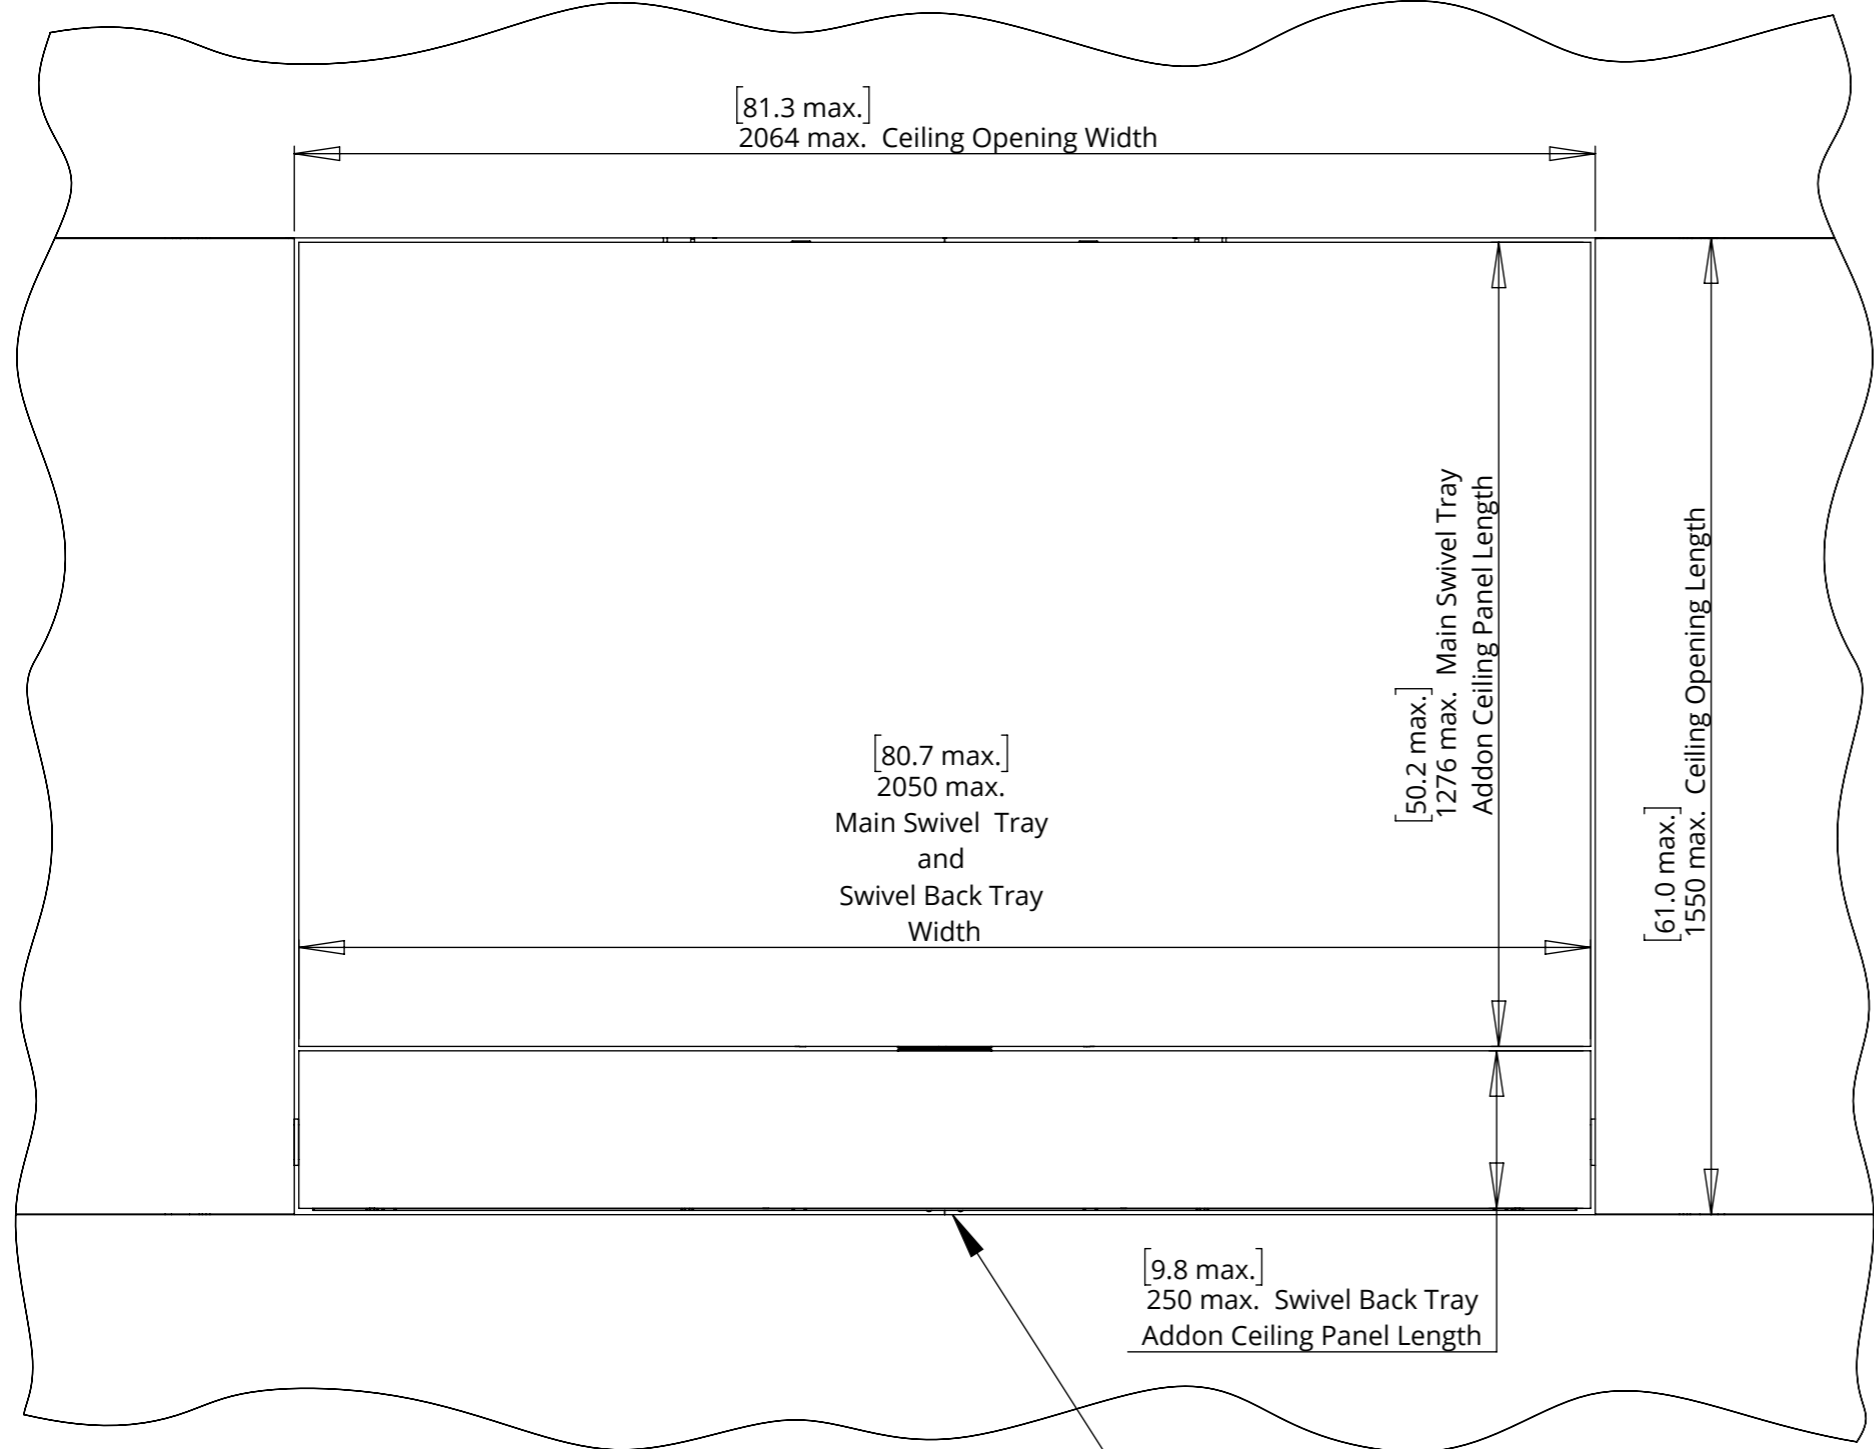 [81.3 max.]
2064 max. Ceiling Opening Width
[50.2 max.]
1276 max. Main Swivel Tray
Addon Ceiling Panel Length
[61.0 max.]
1550 max. Ceiling Opening Length
[80.7 max.]
2050 max.
Main Swivel Tray
and
Swivel Back Tray
Width
[9.8 max.]
250 max. Swivel Back Tray
Addon Ceiling Panel Length